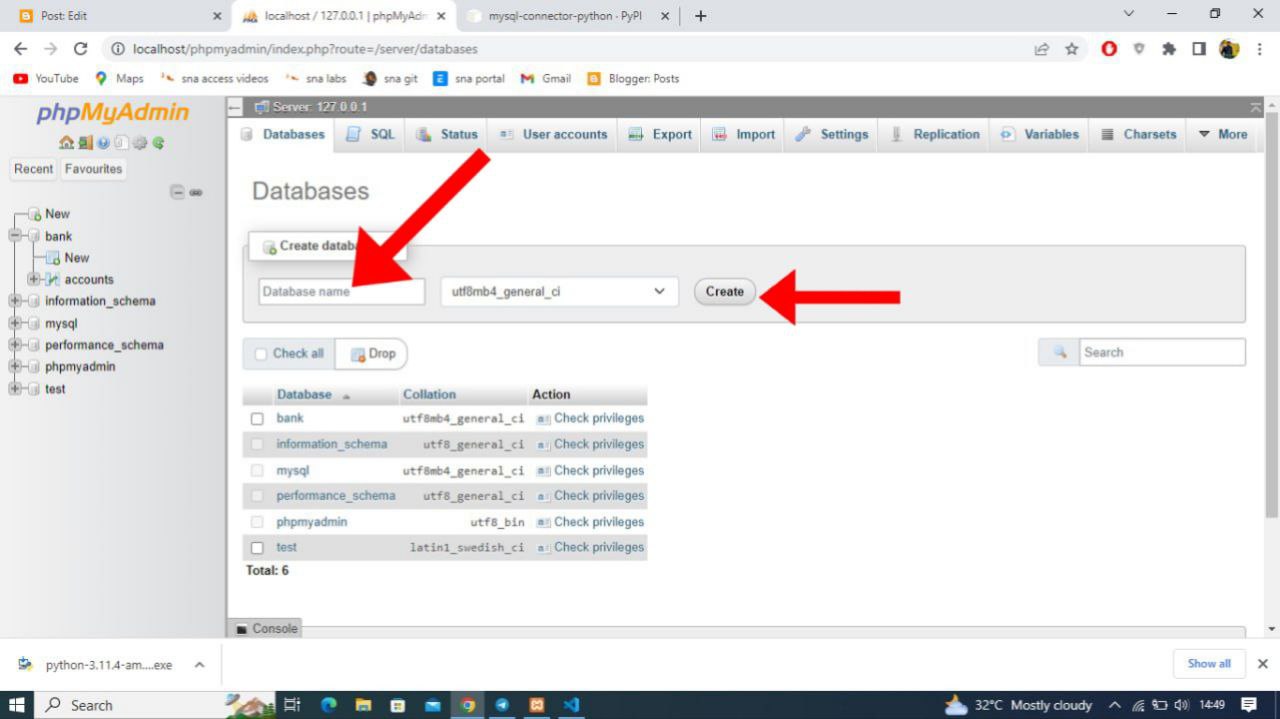 Post: Edit
localhost / 127.0.0.1 | phpMyAdm
mysql-connector-python · PyPI
localhost/phpmyadmin/index.php?route=/server/databases
YouTube Maps sna access videos sna labs sna git sna portal Gmail Blogger: Posts
phpMyAdmin
Recent Favourites
New
bank
New
accounts
information_schema
mysql
performance_schema
phpmyadmin
test
Server: 127.0.0.1
Databases SQL Status User accounts Export Import Settings Replication Variables Charsets More
Databases
Create datab
Database name utf8mb4_general_ci Create
Check all Drop Search
Database Collation Action
bank utf8mb4_general_ci Check privileges
information_schema utf8_general_ci Check privileges
mysql utf8mb4_general_ci Check privileges
performance_schema utf8_general_ci Check privileges
phpmyadmin utf8_bin Check privileges
test latin1_swedish_ci Check privileges
Total: 6
Console
python-3.11.4-am....exe Show all
Search 32°C Mostly cloudy 14:49